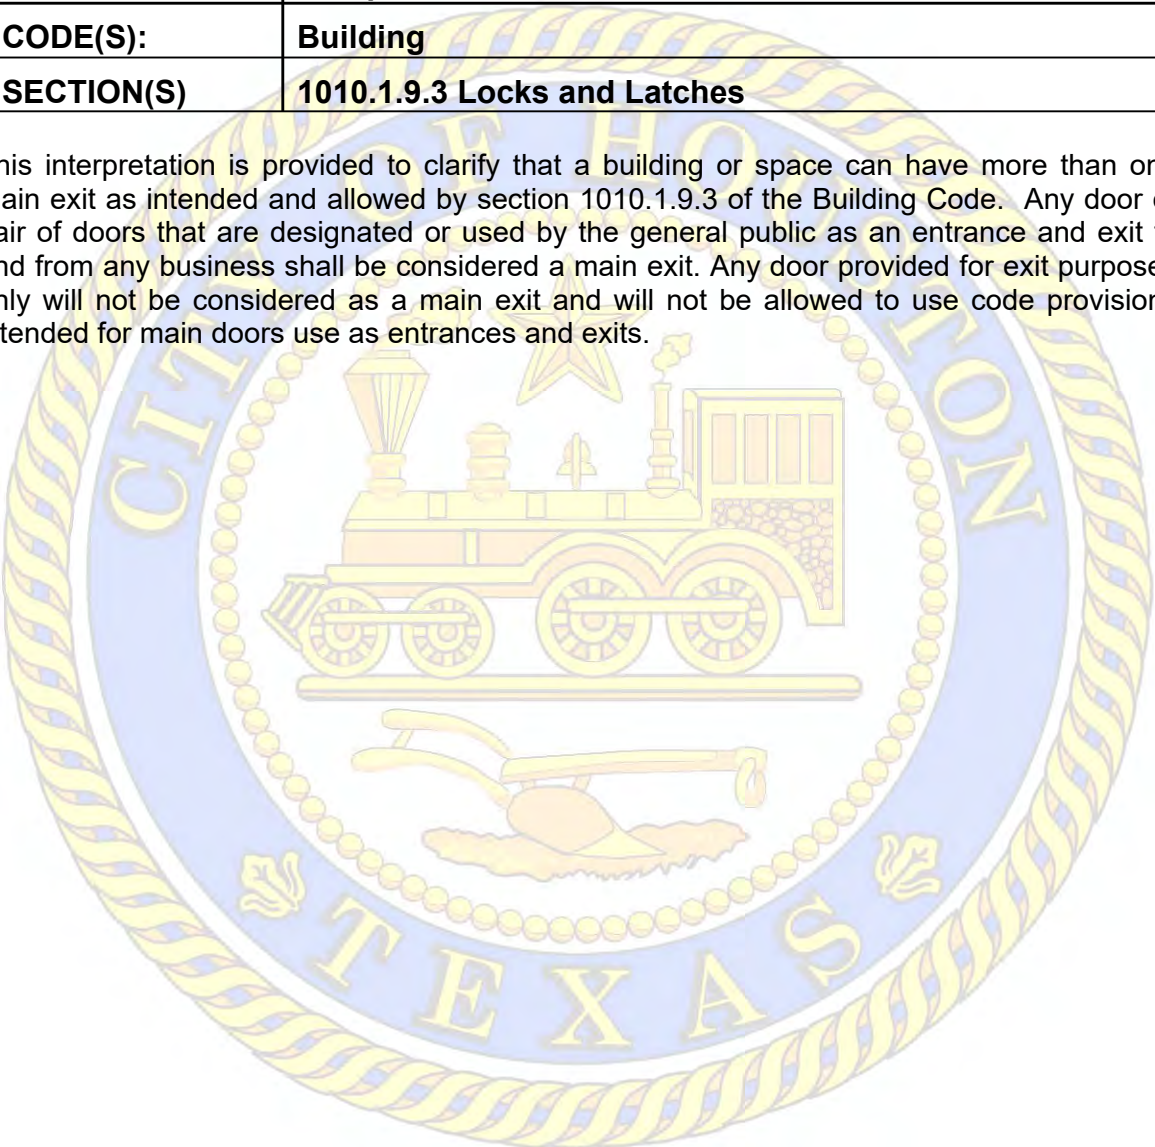 CODE(S): Building
SECTION(S) 1010.1.9.3 Locks and Latches
his interpretation is provided to clarify that a building or space can have more than on
ain exit as intended and allowed by section 1010.1.9.3 of the Building Code. Any door
air of doors that are designated or used by the general public as an entrance and exit
nd from any business shall be considered a main exit. Any door provided for exit purpose
nly will not be considered as a main exit and will not be allowed to use code provision
tended for main doors use as entrances and exits.
CITY OF HOUSTON
TEXAS